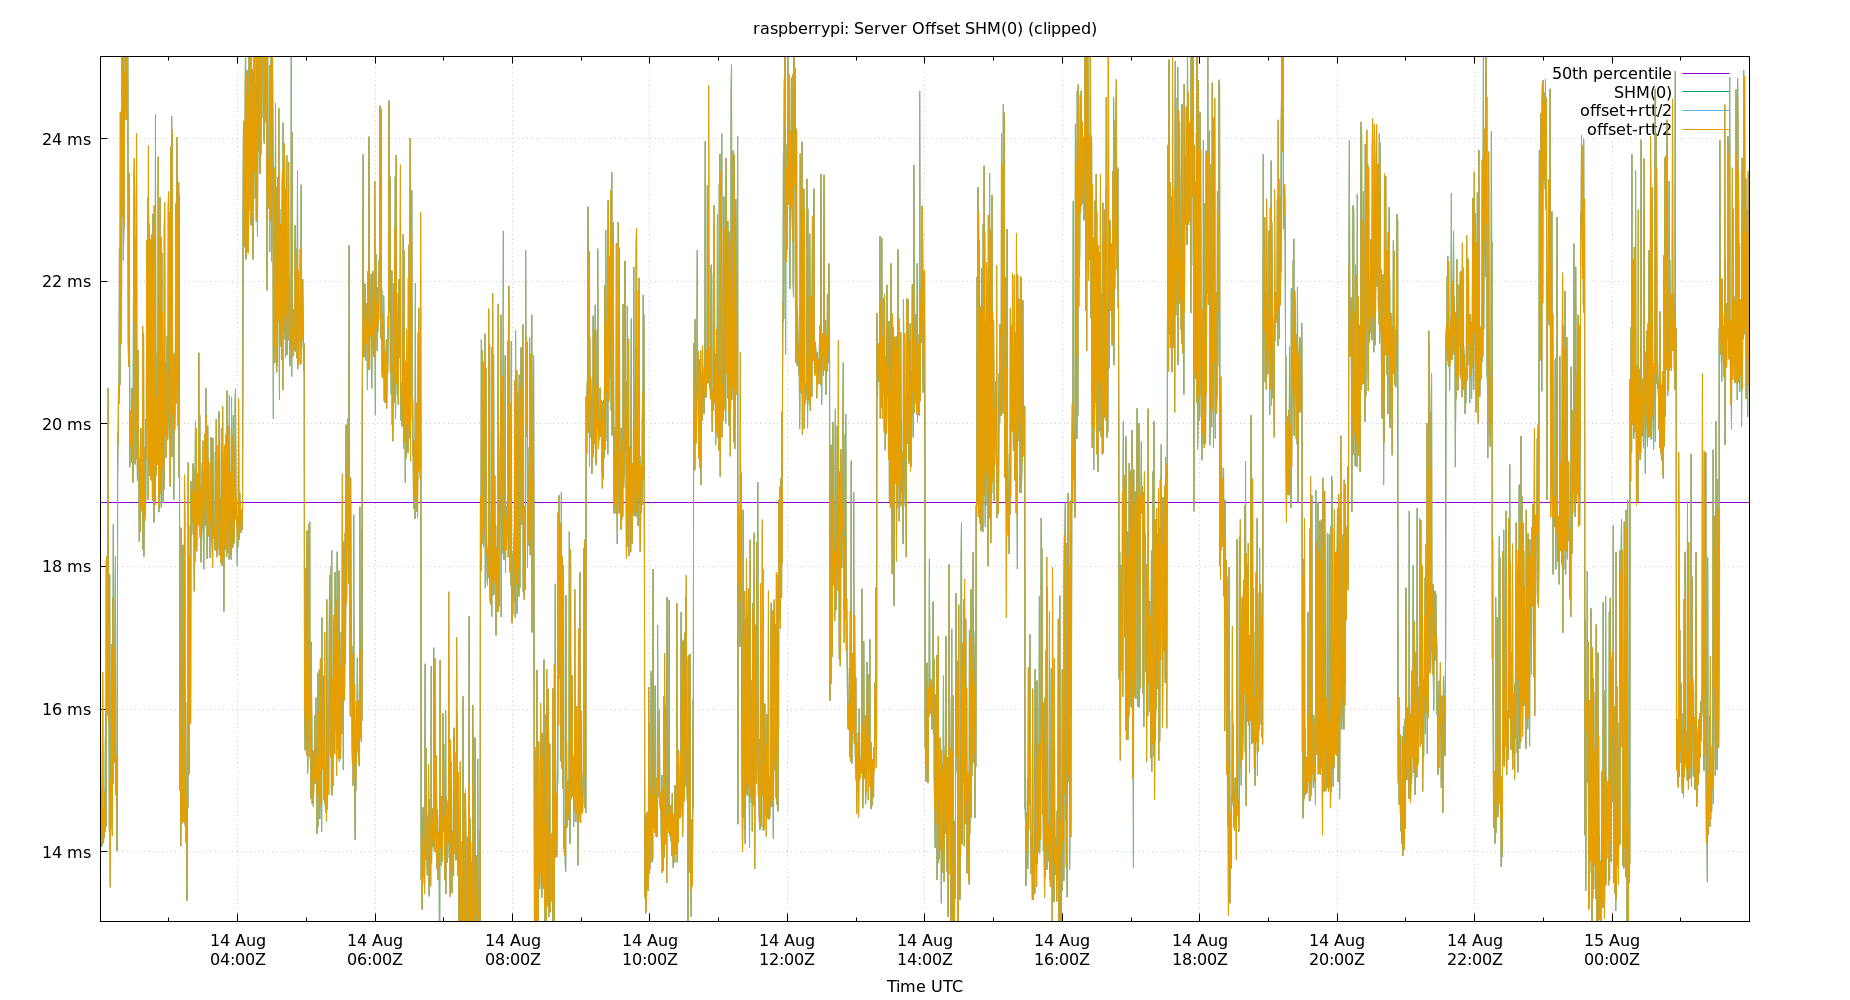 raspberrypi: Server Offset SHM(0) (clipped)
50th percentile
SHM(0)
offset+rtt/2
offset-rtt/2
24 ms
22 ms
20 ms
18 ms
16 ms
14 ms
14 Aug 14 Aug 14 Aug 14 Aug 14 Aug 14 Aug 14 Aug 14 Aug 14 Aug 14 Aug 15 Aug
04:00Z 06:00Z 08:00Z 10:00Z 12:00Z 14:00Z 16:00Z 18:00Z 20:00Z 22:00Z 00:00Z
Time UTC